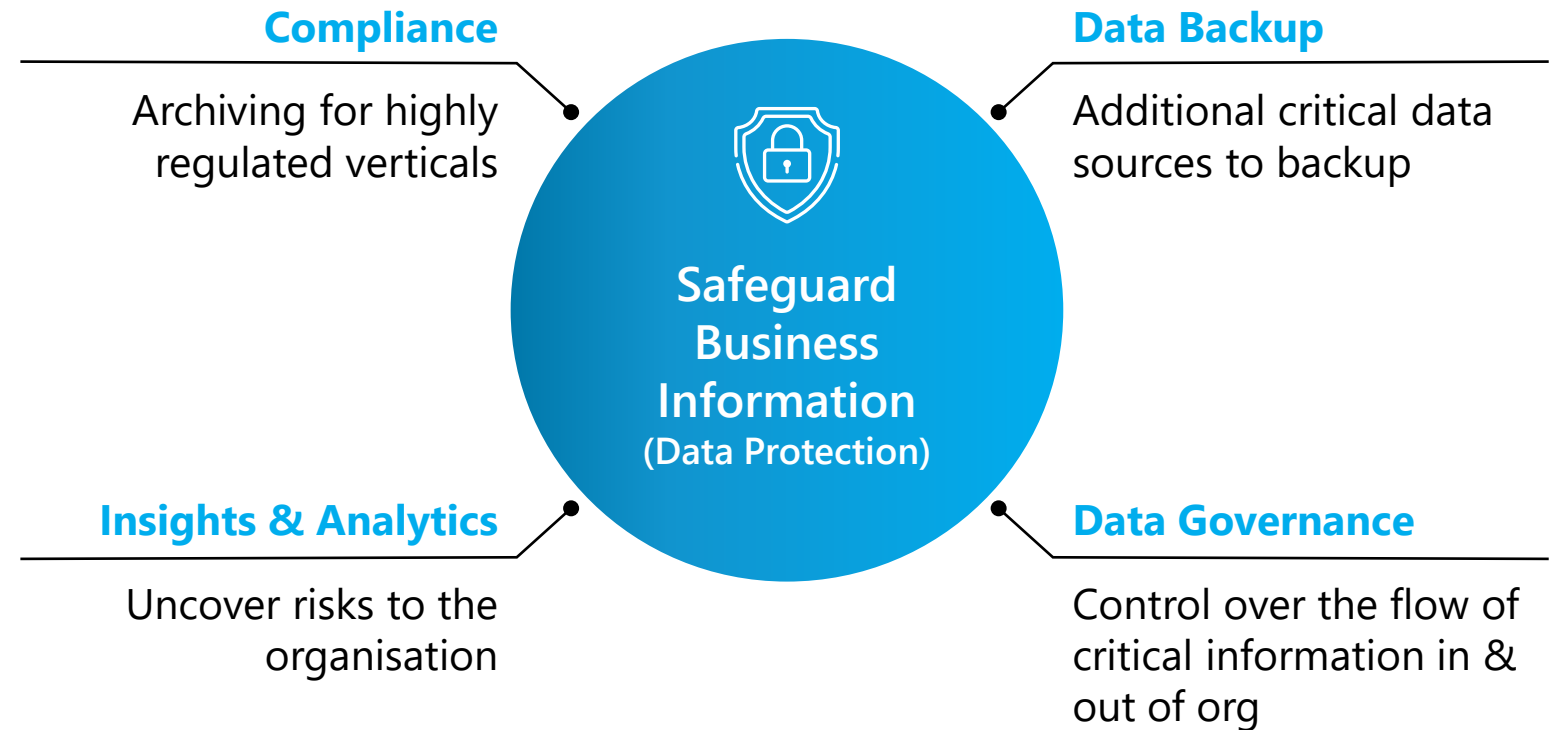 Compliance
Archiving for highly
regulated verticals
Data Backup
Additional critical data
sources to backup
Safeguard
Business
Information
(Data Protection)
Insights & Analytics
Uncover risks to the
organisation
Data Governance
Control over the flow of
critical information in &
out of org